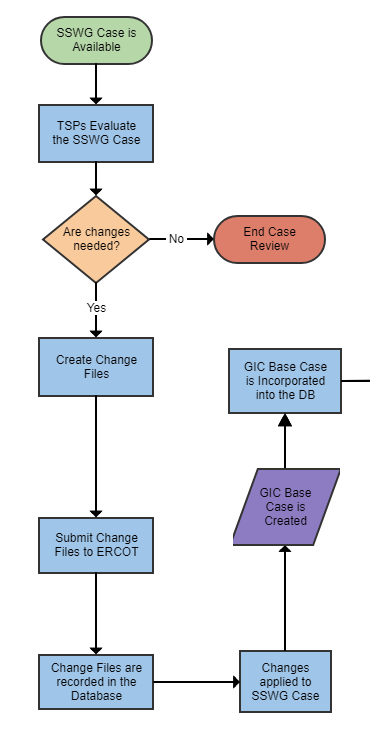 SSWG Case is
Available
TSPs Evaluate
the SSWG Case
Are changes
needed?
No
End Case
Review
Yes
Create Change
Files
GIC Base Case
is Incorporated
into the DB
GIC Base
Case is
Created
Submit Change
Files to ERCOT
Change Files are
recorded in the
Database
Changes
applied to
SSWG Case